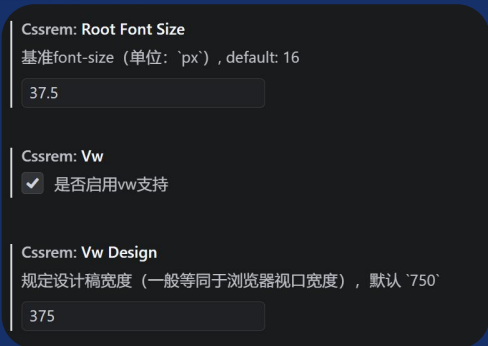 Cssrem: Root Font Size
基准font-size（单位：`px`）, default: 16
37.5
Cssrem: Vw
是否启用vw支持
Cssrem: Vw Design
规定设计稿宽度（一般等同于浏览器视口宽度），默认 `750`
375